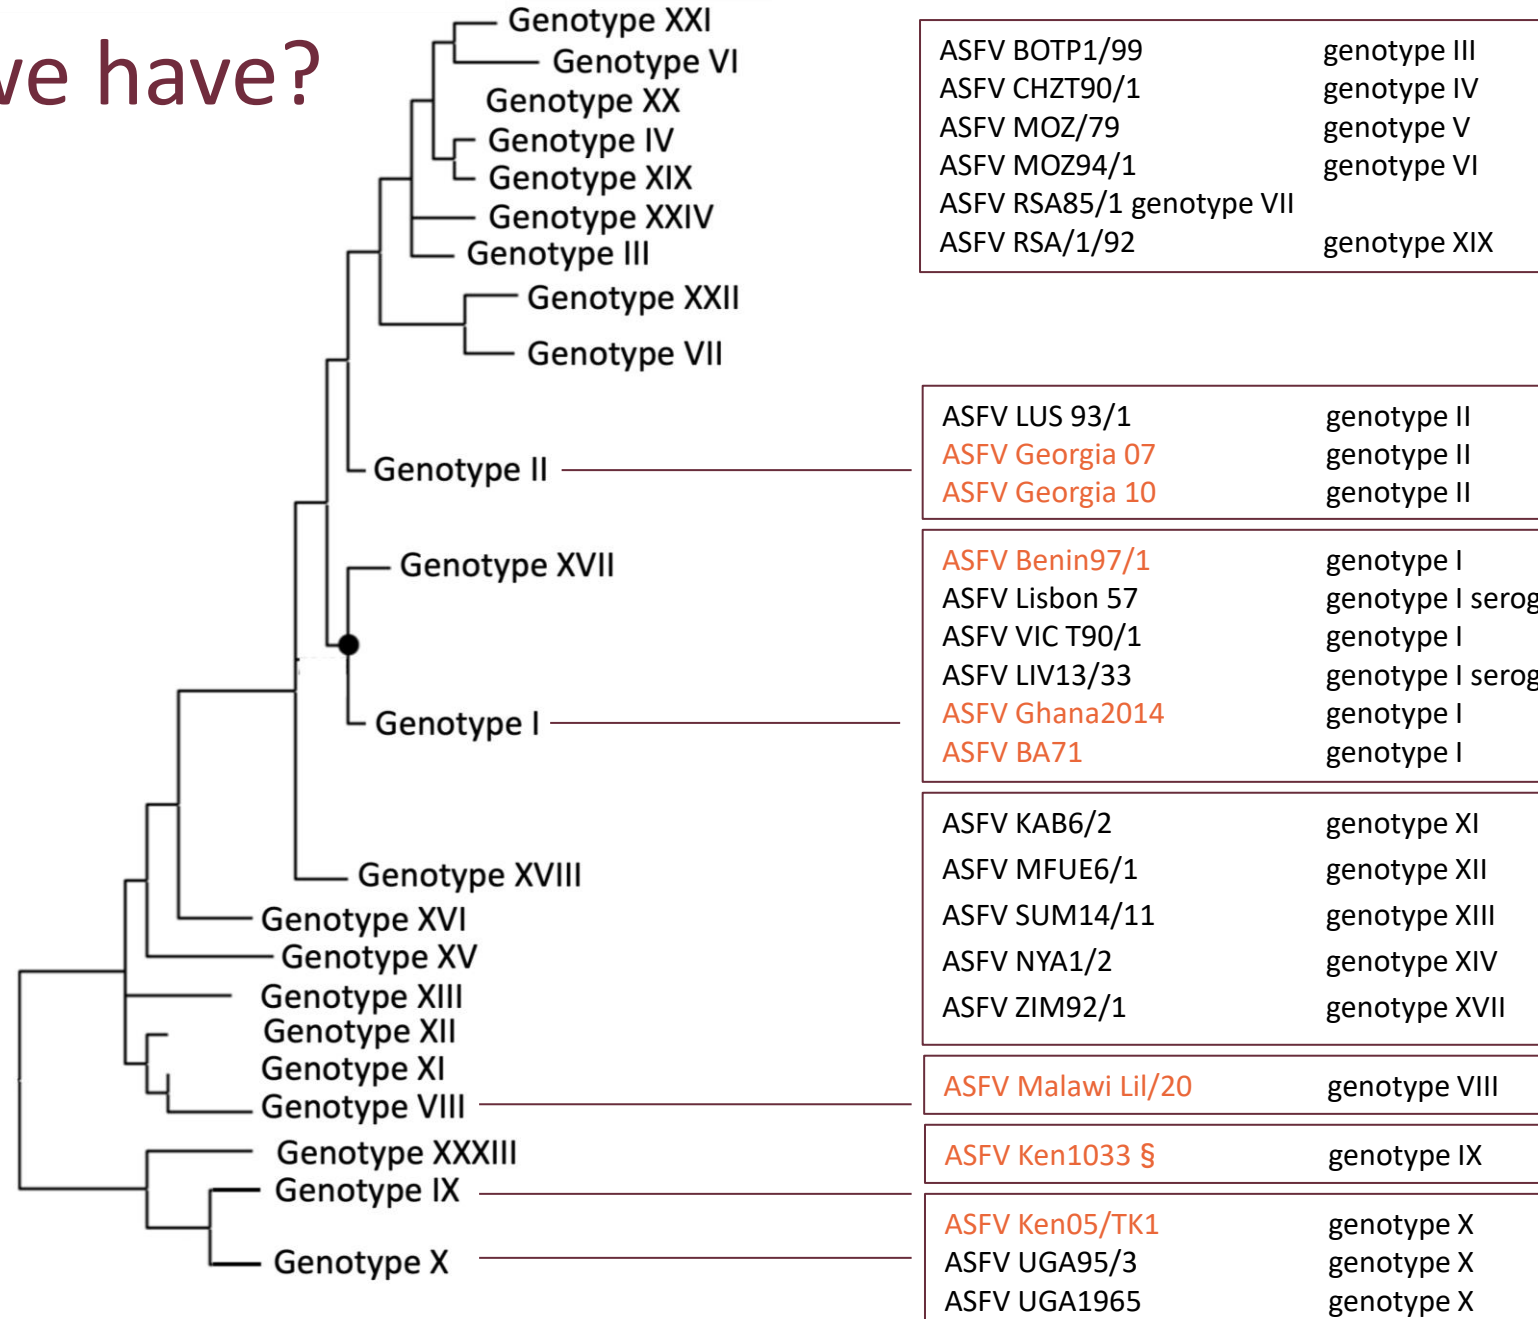 we have?
Genotype XXI
Genotype VI
Genotype XX
Genotype IV
Genotype XIX
Genotype XXIV
Genotype III
Genotype XXII
Genotype VII
Genotype II
Genotype XVII
Genotype I
Genotype XVIII
Genotype XVI
Genotype XV
Genotype XIII
Genotype XII
Genotype XI
Genotype VIII
Genotype XXXIII
Genotype IX
Genotype X
ASFV BOTP1/99 genotype III
ASFV CHZT90/1 genotype IV
ASFV MOZ/79 genotype V
ASFV MOZ94/1 genotype VI
ASFV RSA85/1 genotype VII
ASFV RSA/1/92 genotype XIX
ASFV LUS 93/1 genotype II
ASFV Georgia 07 genotype II
ASFV Georgia 10 genotype II
ASFV Benin97/1 genotype I
ASFV Lisbon 57 genotype I serog
ASFV VIC T90/1 genotype I
ASFV LIV13/33 genotype I serog
ASFV Ghana2014 genotype I
ASFV BA71 genotype I
ASFV KAB6/2 genotype XI
ASFV MFUE6/1 genotype XII
ASFV SUM14/11 genotype XIII
ASFV NYA1/2 genotype XIV
ASFV ZIM92/1 genotype XVII
ASFV Malawi Lil/20 genotype VIII
ASFV Ken1033 § genotype IX
ASFV Ken05/TK1 genotype X
ASFV UGA95/3 genotype X
ASFV UGA1965 genotype X